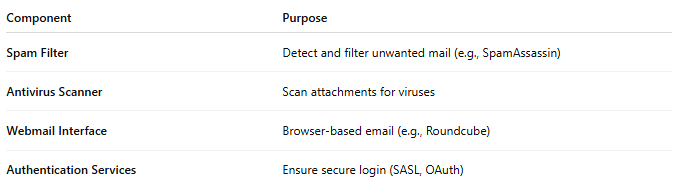 Component Purpose
Spam Filter Detect and filter unwanted mail (e.g., SpamAssassin)
Antivirus Scanner Scan attachments for viruses
Webmail Interface Browser-based email (e.g., Roundcube)
Authentication Services Ensure secure login (SASL, OAuth)